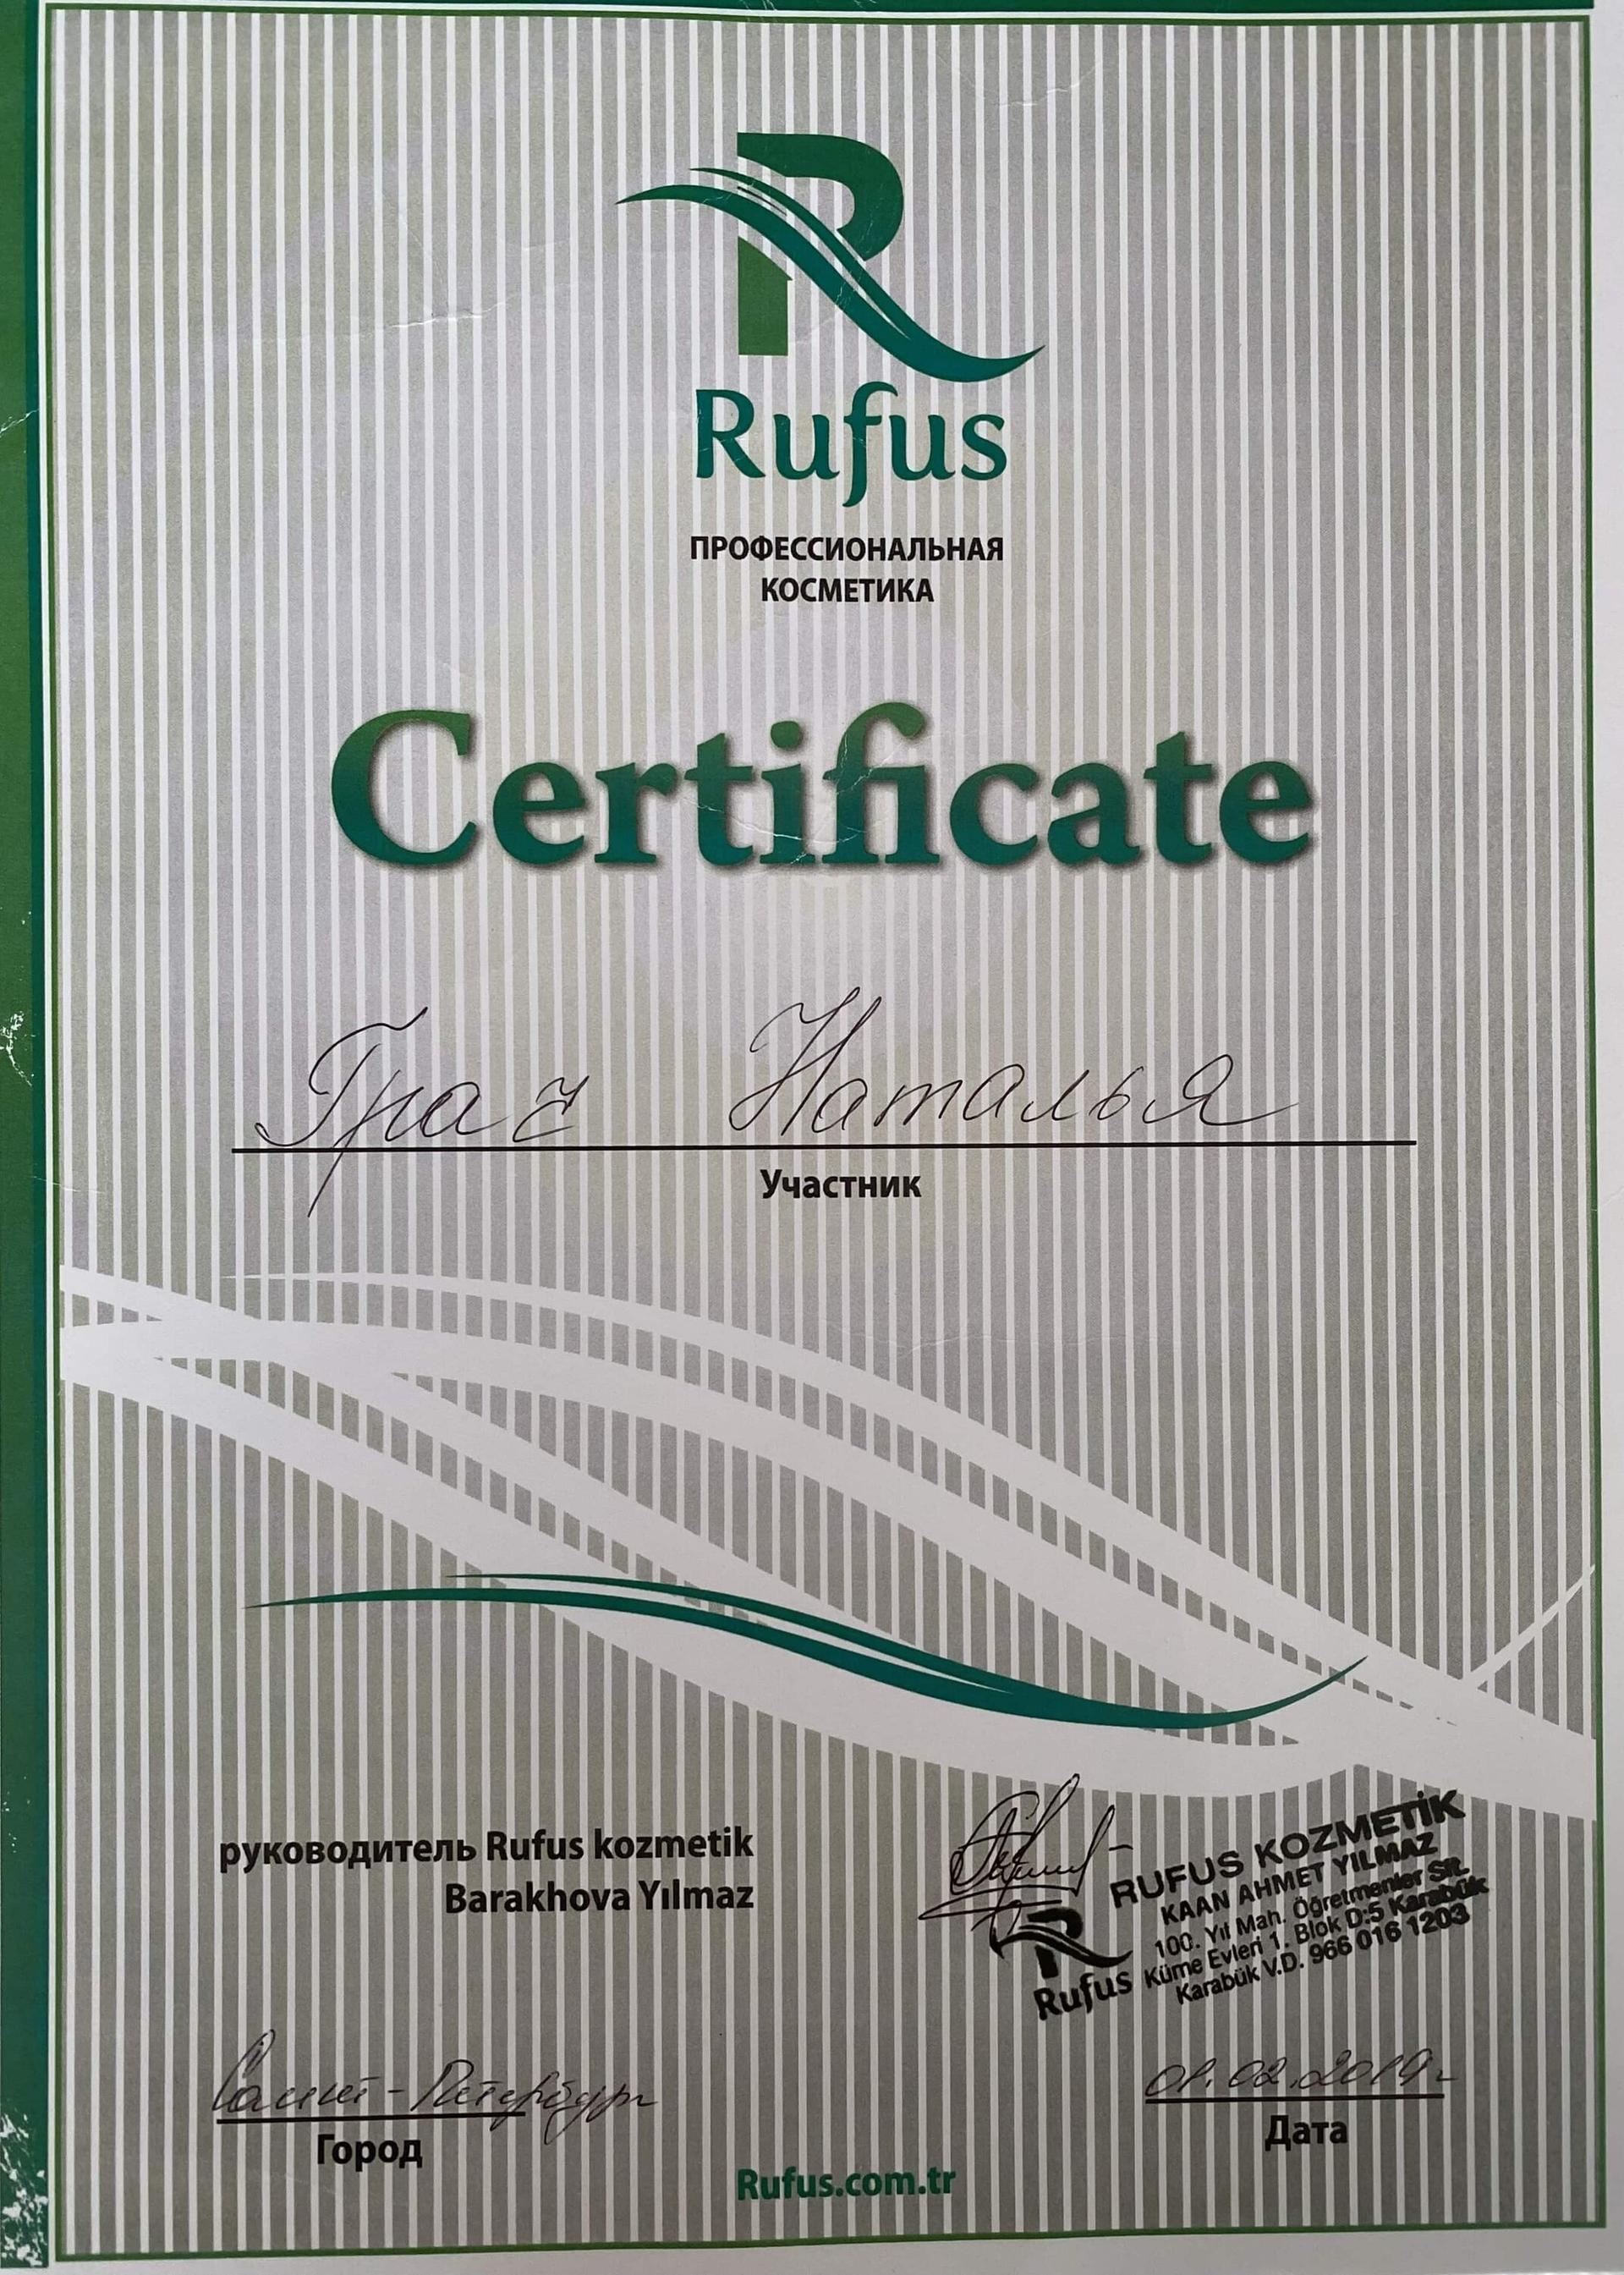 Rufus
ПРОФЕССИОНАЛЬНАЯ
КОСМЕТИКА
Certificate
Грач Наталья
Участник
руководитель Rufus kozmetik
Barakhova Yılmaz
RUFUS KOZMETİK
KAAN AHMET YILMAZ
100. Yıl Mah. Öğretmenler Sit.
Küme Evleri 1. Blok D:5 Karabük
Karabük V.D. 966 016 1203
Rufus
Санкт-Петербург
Город
01.02.2019г
Дата
Rufus.com.tr